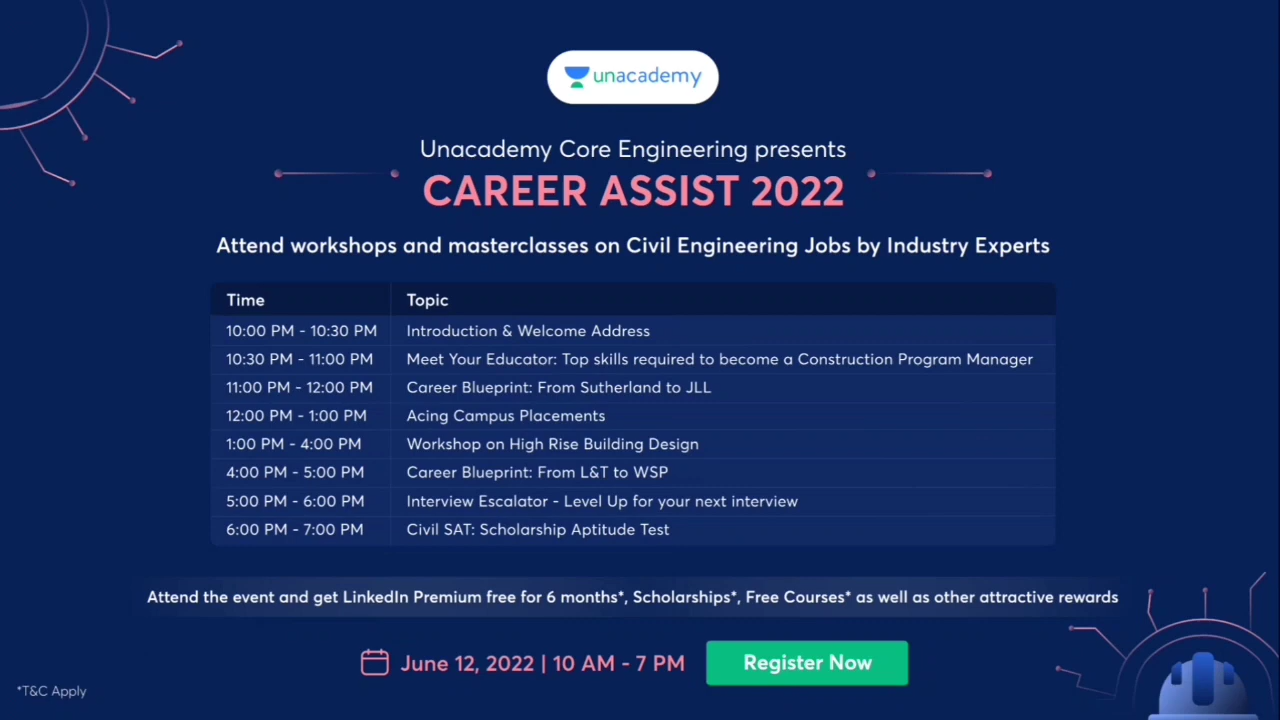 unacademy
Unacademy Core Engineering presents
CAREER ASSIST 2022
Attend workshops and masterclasses on Civil Engineering Jobs by Industry Experts
Time Topic
10:00 PM - 10:30 PM Introduction & Welcome Address
10:30 PM - 11:00 PM Meet Your Educator: Top skills required to become a Construction Program Manager
11:00 PM - 12:00 PM Career Blueprint: From Sutherland to JLL
12:00 PM - 1:00 PM Acing Campus Placements
1:00 PM - 4:00 PM Workshop on High Rise Building Design
4:00 PM - 5:00 PM Career Blueprint: From L&T to WSP
5:00 PM - 6:00 PM Interview Escalator - Level Up for your next interview
6:00 PM - 7:00 PM Civil SAT: Scholarship Aptitude Test
Attend the event and get LinkedIn Premium free for 6 months*, Scholarships*, Free Courses* as well as other attractive rewards
June 12, 2022 | 10 AM - 7 PM Register Now
*T&C Apply